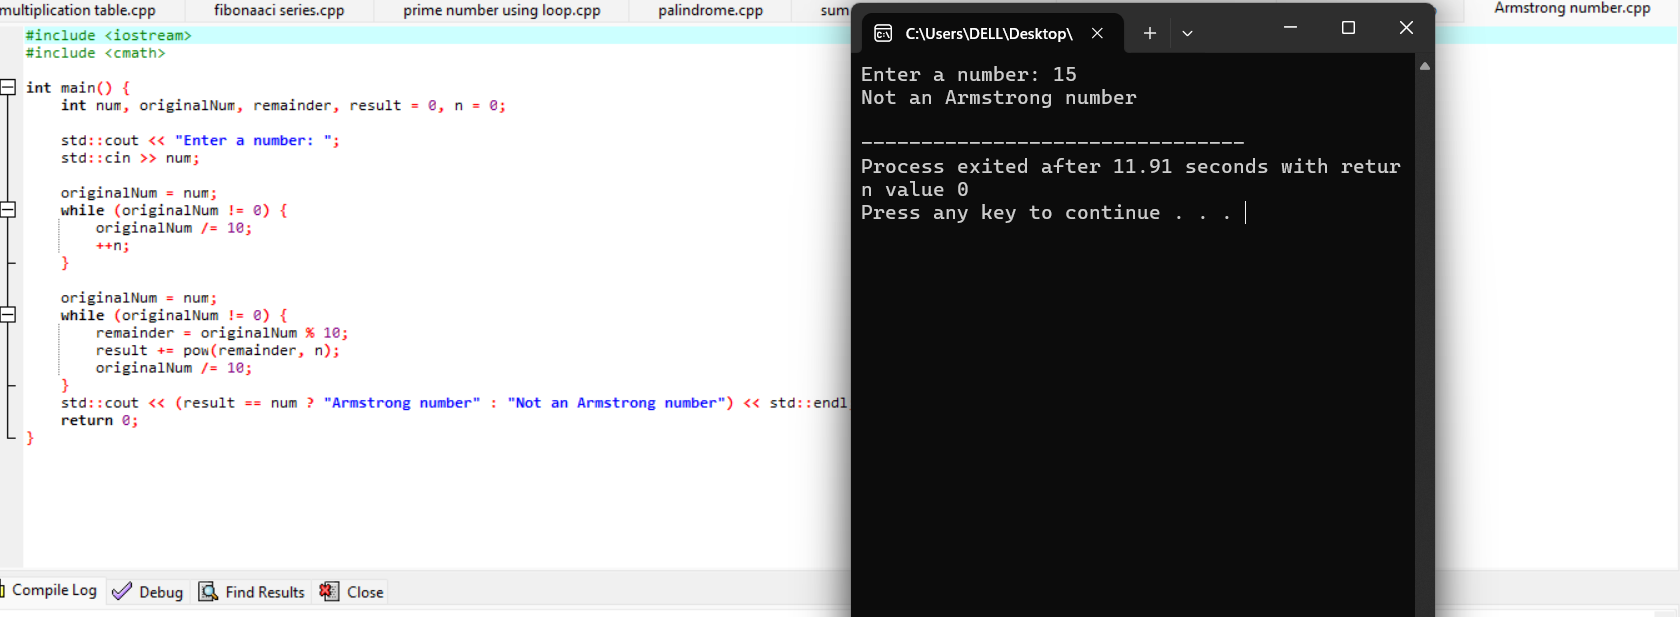 multiplication table.cpp
fibonaaci series.cpp
prime number using loop.cpp
palindrome.cpp
sum
Armstrong number.cpp
#include <iostream>
#include <cmath>
int main() {
int num, originalNum, remainder, result = 0, n = 0;
std::cout << "Enter a number: ";
std::cin >> num;
originalNum = num;
while (originalNum != 0) {
originalNum /= 10;
++n;
}
originalNum = num;
while (originalNum != 0) {
remainder = originalNum % 10;
result += pow(remainder, n);
originalNum /= 10;
}
std::cout << (result == num ? "Armstrong number" : "Not an Armstrong number") << std::endl
return 0;
}
C:\Users\DELL\Desktop\
Enter a number: 15
Not an Armstrong number
--------------------------------
Process exited after 11.91 seconds with retur
n value 0
Press any key to continue . . .
Compile Log
Debug
Find Results
Close